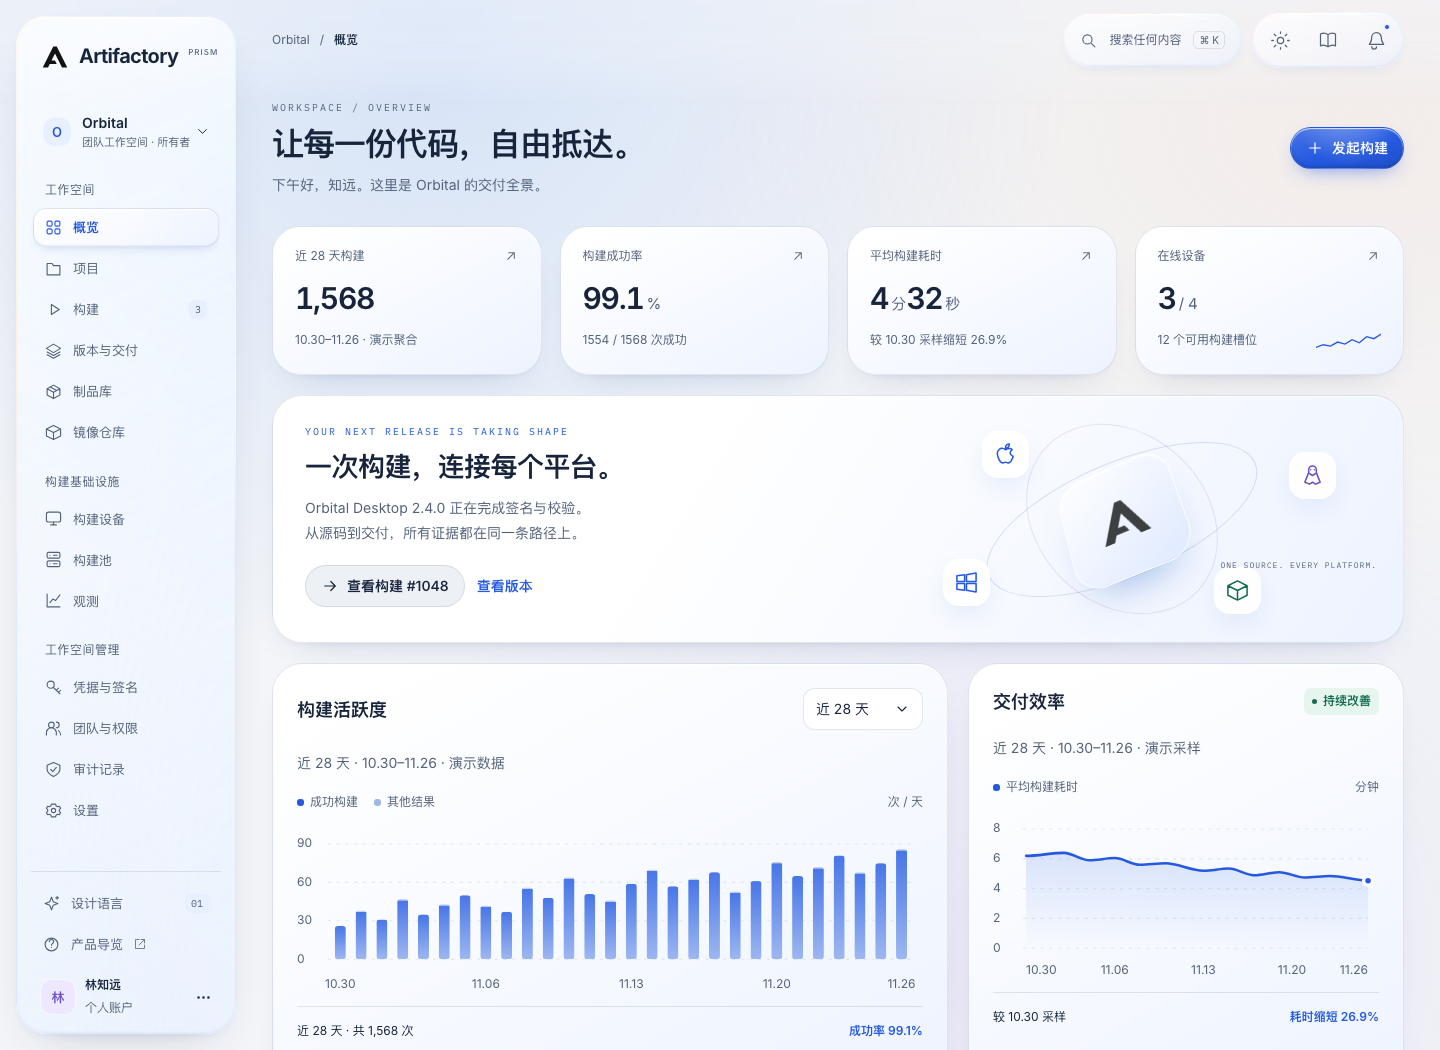 Artifactory PRISM
O
Orbital
团队工作空间 · 所有者
工作空间
概览
项目
构建 3
版本与交付
制品库
镜像仓库
构建基础设施
构建设备
构建池
观测
工作空间管理
凭据与签名
团队与权限
审计记录
设置
设计语言 01
产品导览
林
林知远
个人账户
Orbital / 概览
搜索任何内容 ⌘ K
WORKSPACE / OVERVIEW
让每一份代码，自由抵达。
下午好，知远。这里是 Orbital 的交付全景。
发起构建
近 28 天构建
1,568
10.30–11.26 · 演示聚合
构建成功率
99.1 %
1554 / 1568 次成功
平均构建耗时
4分32秒
较 10.30 采样缩短 26.9%
在线设备
3 / 4
12 个可用构建槽位
YOUR NEXT RELEASE IS TAKING SHAPE
一次构建，连接每个平台。
Orbital Desktop 2.4.0 正在完成签名与校验。
从源码到交付，所有证据都在同一条路径上。
查看构建 #1048
查看版本
ONE SOURCE. EVERY PLATFORM.
构建活跃度
近 28 天
近 28 天 · 10.30–11.26 · 演示数据
成功构建 其他结果 次 / 天
90
60
30
0
10.30 11.06 11.13 11.20 11.26
近 28 天 · 共 1,568 次 成功率 99.1%
交付效率
持续改善
近 28 天 · 10.30–11.26 · 演示采样
平均构建耗时 分钟
8
6
4
2
0
10.30 11.06 11.13 11.20 11.26
较 10.30 采样 耗时缩短 26.9%